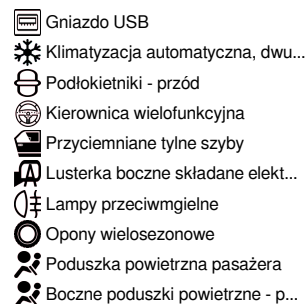 Gniazdo USB
Klimatyzacja automatyczna, dwu...
Podłokietniki - przód
Kierownica wielofunkcyjna
Przyciemniane tylne szyby
Lusterka boczne składane elekt...
Lampy przeciwmgielne
Opony wielosezonowe
Poduszka powietrzna pasażera
Boczne poduszki powietrzne - p...